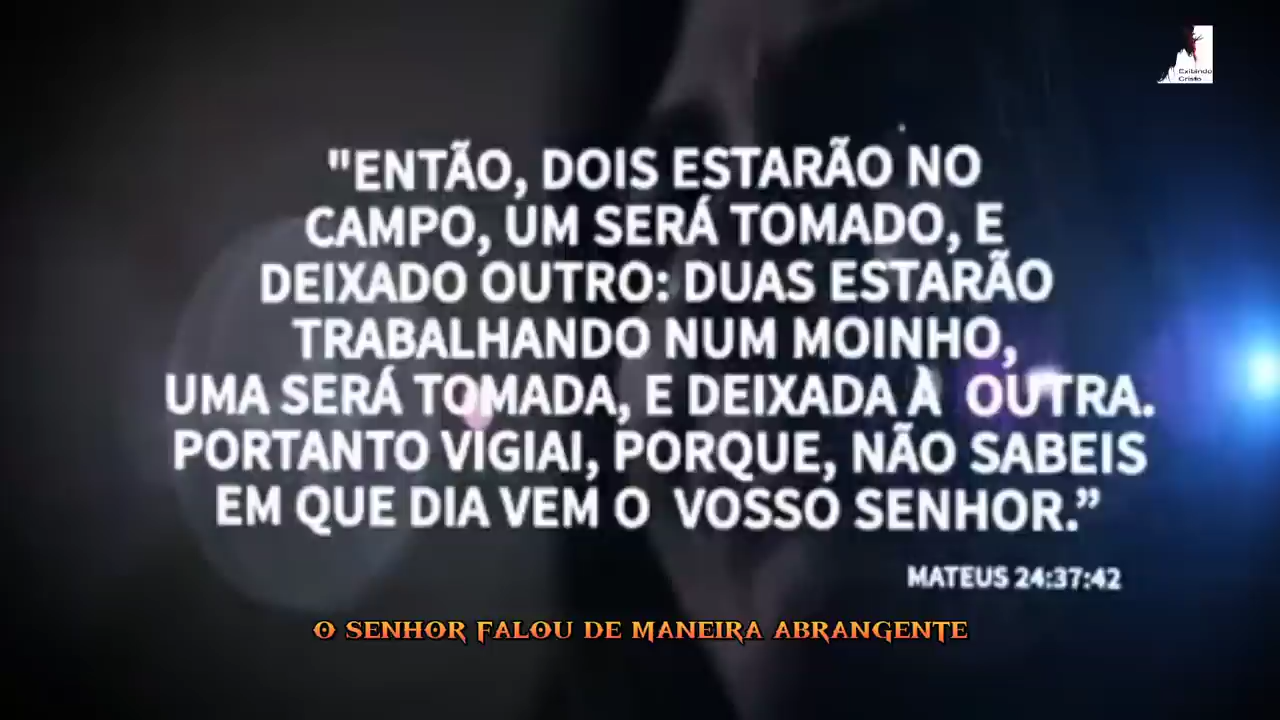 Exibindo
Cristo
"ENTÃO, DOIS ESTARÃO NO
CAMPO, UM SERÁ TOMADO, E
DEIXADO OUTRO: DUAS ESTARÃO
TRABALHANDO NUM MOINHO,
UMA SERÁ TOMADA, E DEIXADA À OUTRA.
PORTANTO VIGIAI, PORQUE, NÃO SABEIS
EM QUE DIA VEM O VOSSO SENHOR.”
MATEUS 24:37:42
O SENHOR FALOU DE MANEIRA ABRANGENTE